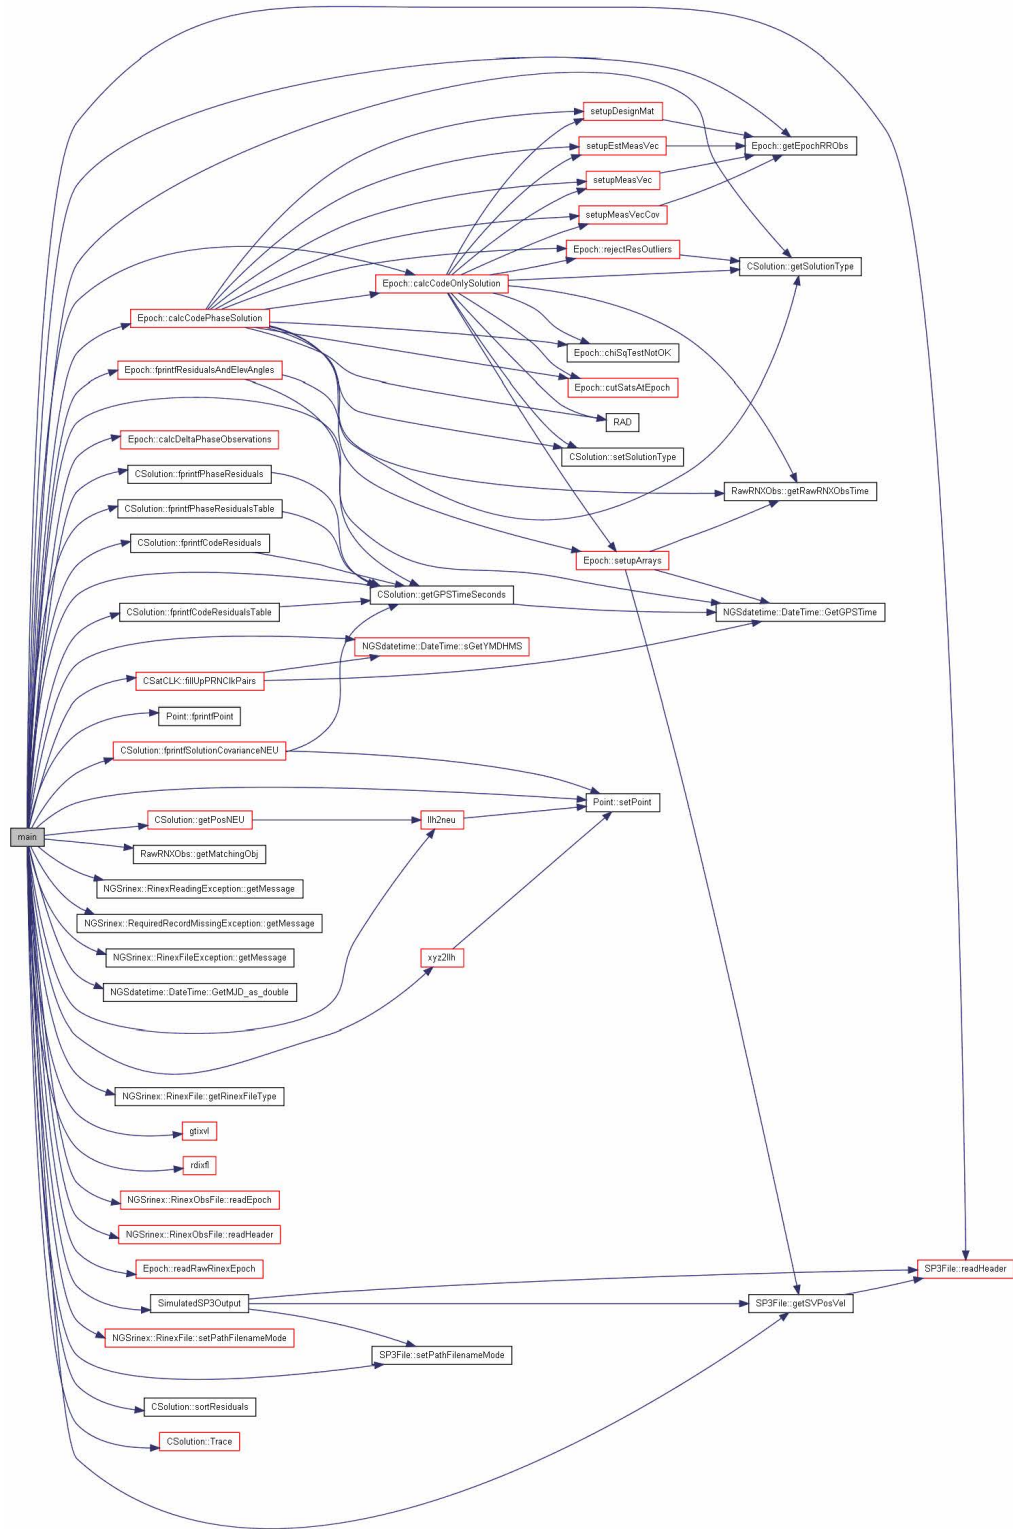 setupDesignMat
setupEstMeasVec
Epoch::getEpochRRObs
setupMeasVec
setupMeasVecCov
Epoch::rejectResOutliers
CSolution::getSolutionType
Epoch::calcCodeOnlySolution
Epoch::calcCodePhaseSolution
Epoch::chiSqTestNotOK
Epoch::fprintfResidualsAndElevAngles
Epoch::cutSatsAtEpoch
RAD
Epoch::calcDeltaPhaseObservations
CSolution::setSolutionType
CSolution::fprintfPhaseResiduals
RawRNXObs::getRawRNXObsTime
CSolution::fprintfPhaseResidualsTable
CSolution::fprintfCodeResiduals
Epoch::setupArrays
CSolution::getGPSTimeSeconds
CSolution::fprintfCodeResidualsTable
NGSdatetime::DateTime::GetGPSTime
NGSdatetime::DateTime::sGetYMDHMS
CSatCLK::fillUpPRNClkPairs
Point::fprintfPoint
CSolution::fprintfSolutionCovarianceNEU
Point::setPoint
CSolution::getPosNEU
llh2neu
main
RawRNXObs::getMatchingObj
NGSrinex::RinexReadingException::getMessage
NGSrinex::RequiredRecordMissingException::getMessage
NGSrinex::RinexFileException::getMessage
xyz2llh
NGSdatetime::DateTime::GetMJD_as_double
NGSrinex::RinexFile::getRinexFileType
gtixvl
rdixfl
NGSrinex::RinexObsFile::readEpoch
NGSrinex::RinexObsFile::readHeader
Epoch::readRawRinexEpoch
SP3File::readHeader
SimulatedSP3Output
SP3File::getSVPosVel
NGSrinex::RinexFile::setPathFilenameMode
SP3File::setPathFilenameMode
CSolution::sortResiduals
CSolution::Trace